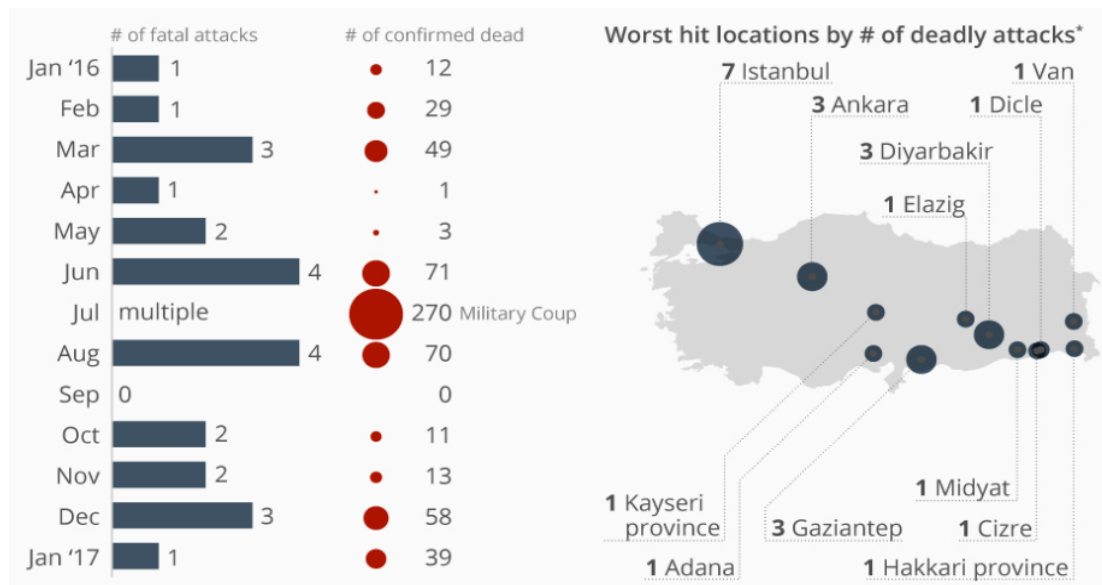 # of fatal attacks
# of confirmed dead
Jan ‘16 1 12
Feb 1 29
Mar 3 49
Apr 1 1
May 2 3
Jun 4 71
Jul multiple 270 Military Coup
Aug 4 70
Sep 0 0
Oct 2 11
Nov 2 13
Dec 3 58
Jan ‘17 1 39
Worst hit locations by # of deadly attacks*
7 Istanbul
1 Van
3 Ankara
1 Dicle
3 Diyarbakir
1 Elazig
1 Kayseri
province
1 Adana
3 Gaziantep
1 Midyat
1 Cizre
1 Hakkari province